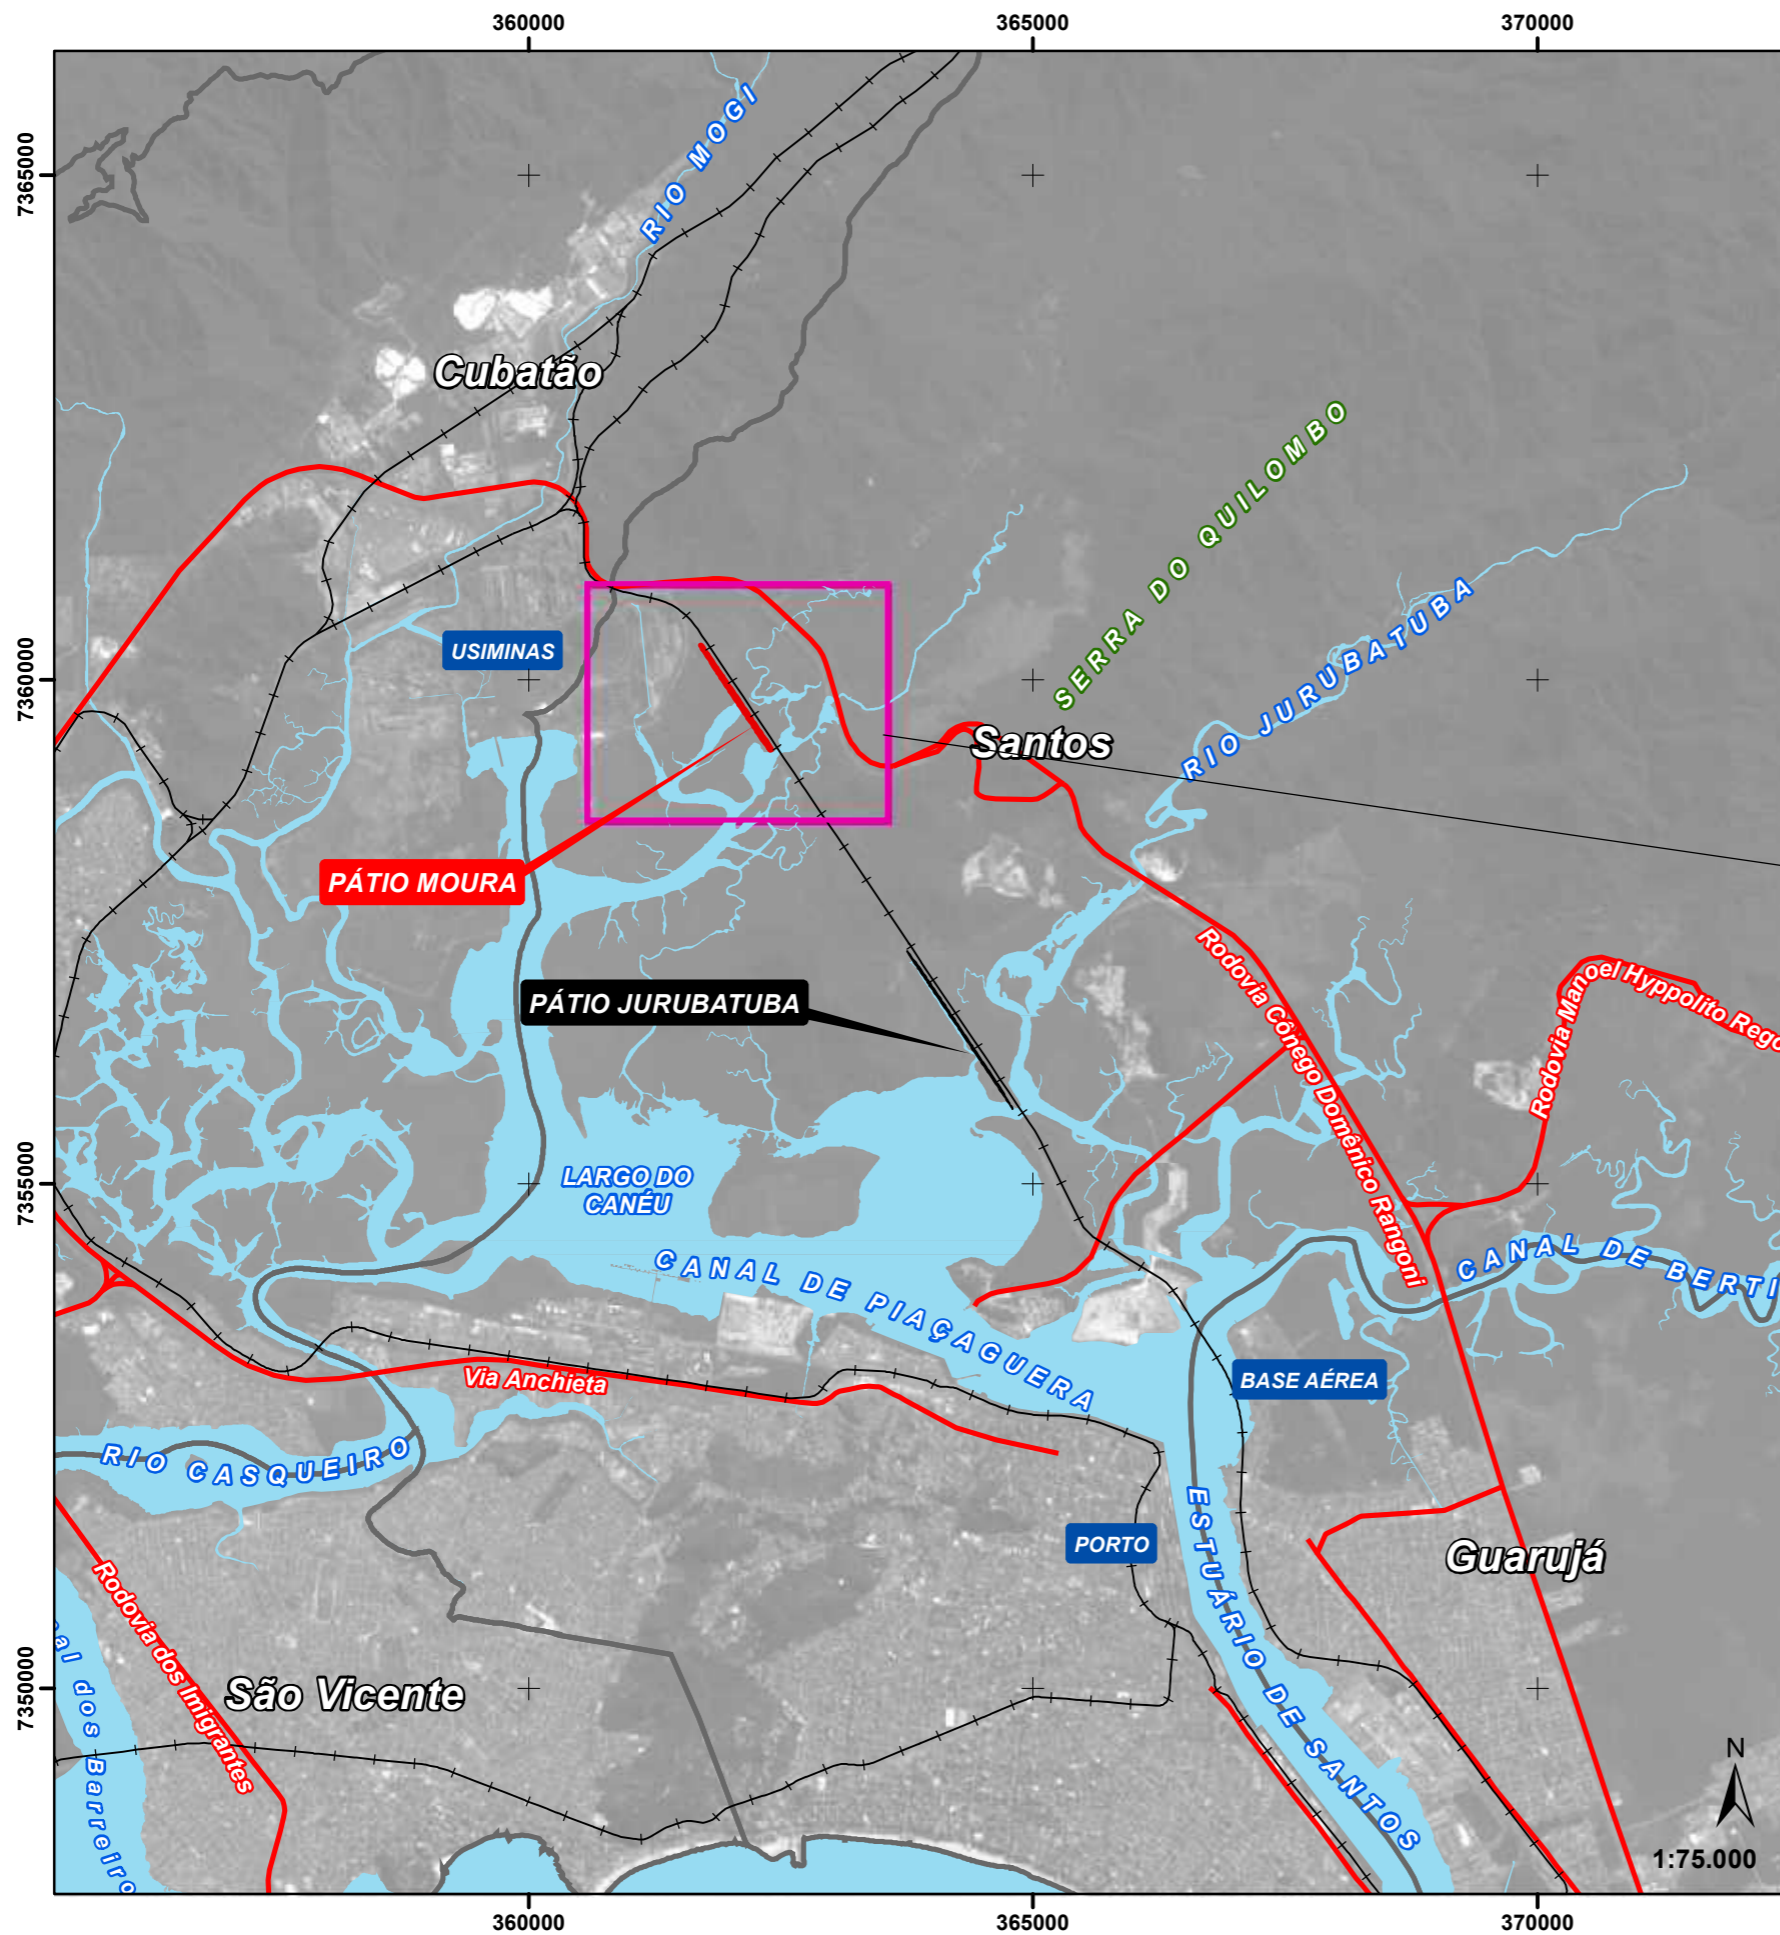 360000
365000
370000
7365000
7360000
7355000
7350000
RIO MOGI
Cubatão
SERRA DO QUILOMBO
RIO JURUBATUBA
USIMINAS
Santos
PÁTIO MOURA
PÁTIO JURUBATUBA
Rodovia Cônego Domênico Rangoni
Rodovia Manoel Hyppolito Rego
LARGO DO
CANÉU
CANAL DE PIAÇAGUERA
CANAL DE BERTI
Via Anchieta
BASE AÉREA
RIO CASQUEIRO
PORTO
ESTUÁRIO DE SANTOS
Guarujá
Rodovia dos Imigrantes
São Vicente
al dos Barreiro
N
1:75.000
360000
365000
370000